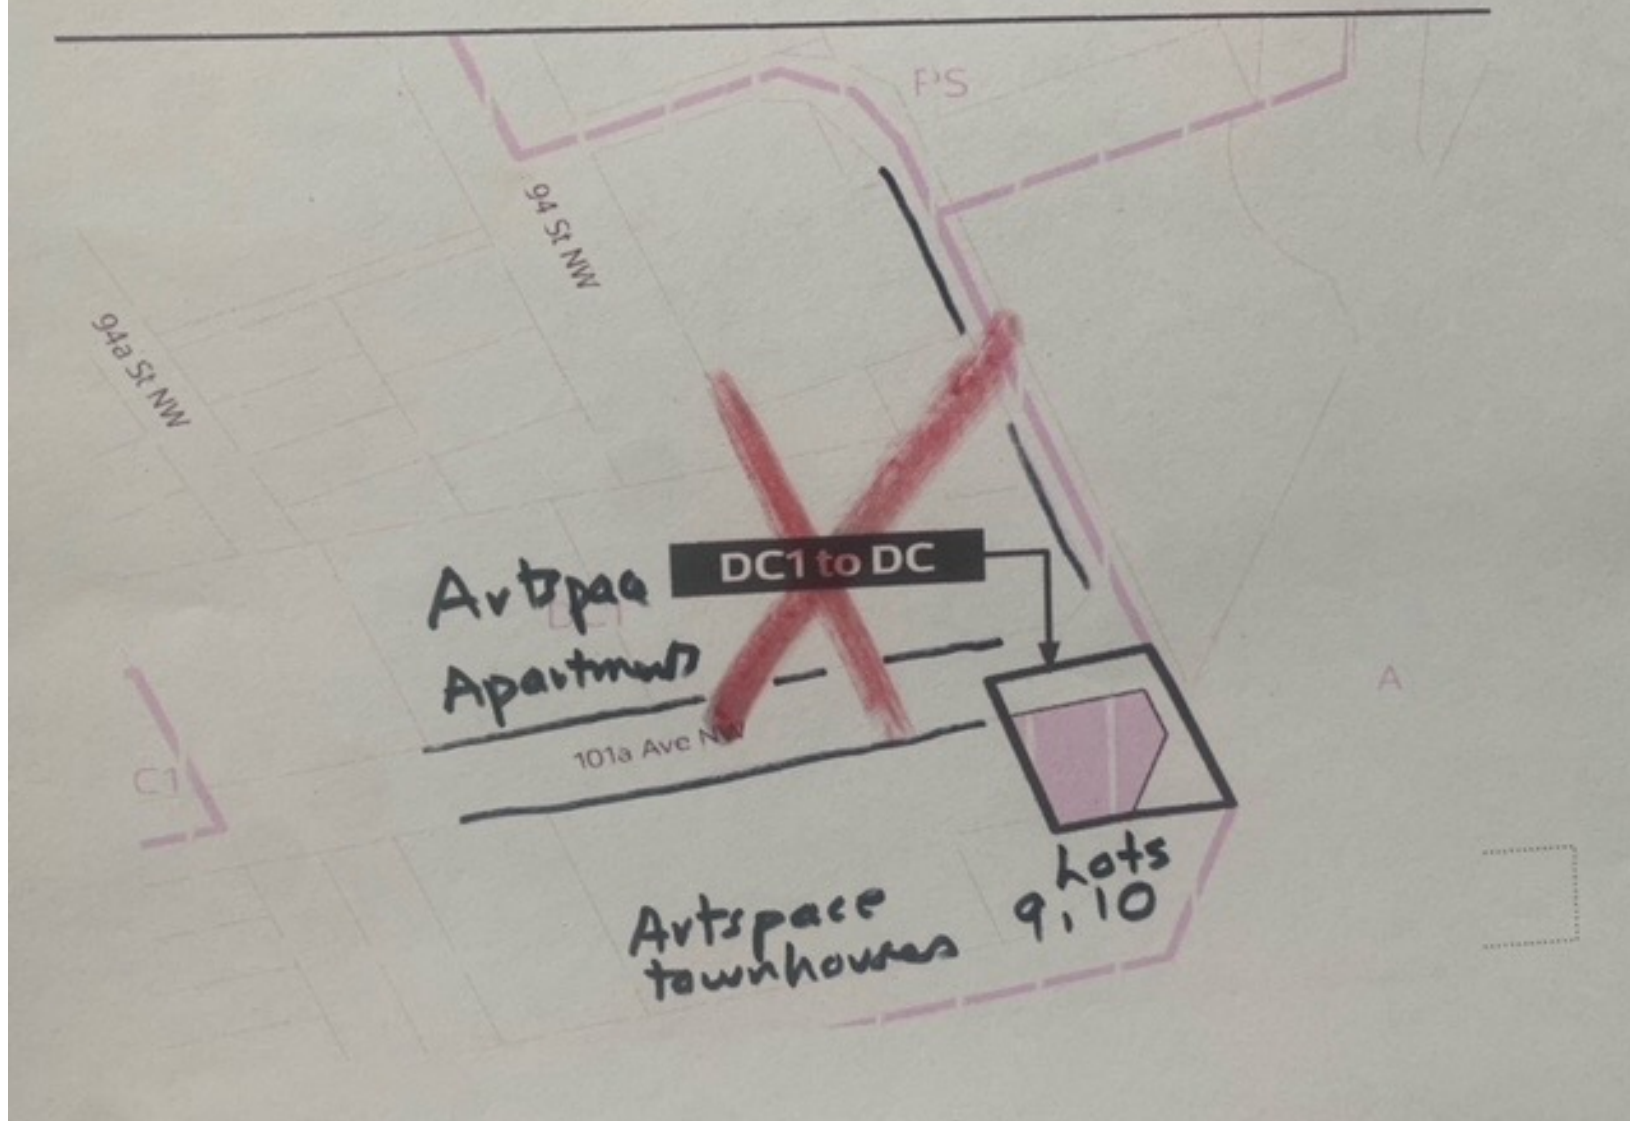 PS
94 St NW
94a St NW
DC1 to DC
Artspaa
Apartments
101a Ave NW
A
C1
Lots
9, 10
Artspace
townhouses